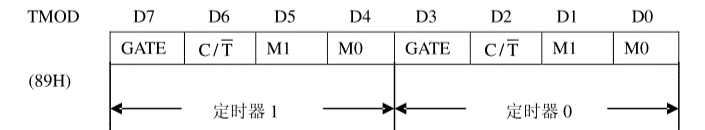 TMOD D7 D6 D5 D4 D3 D2 D1 D0
GATE C/T̅ M1 M0 GATE C/T̅ M1 M0
(89H)
定时器 1 定时器 0